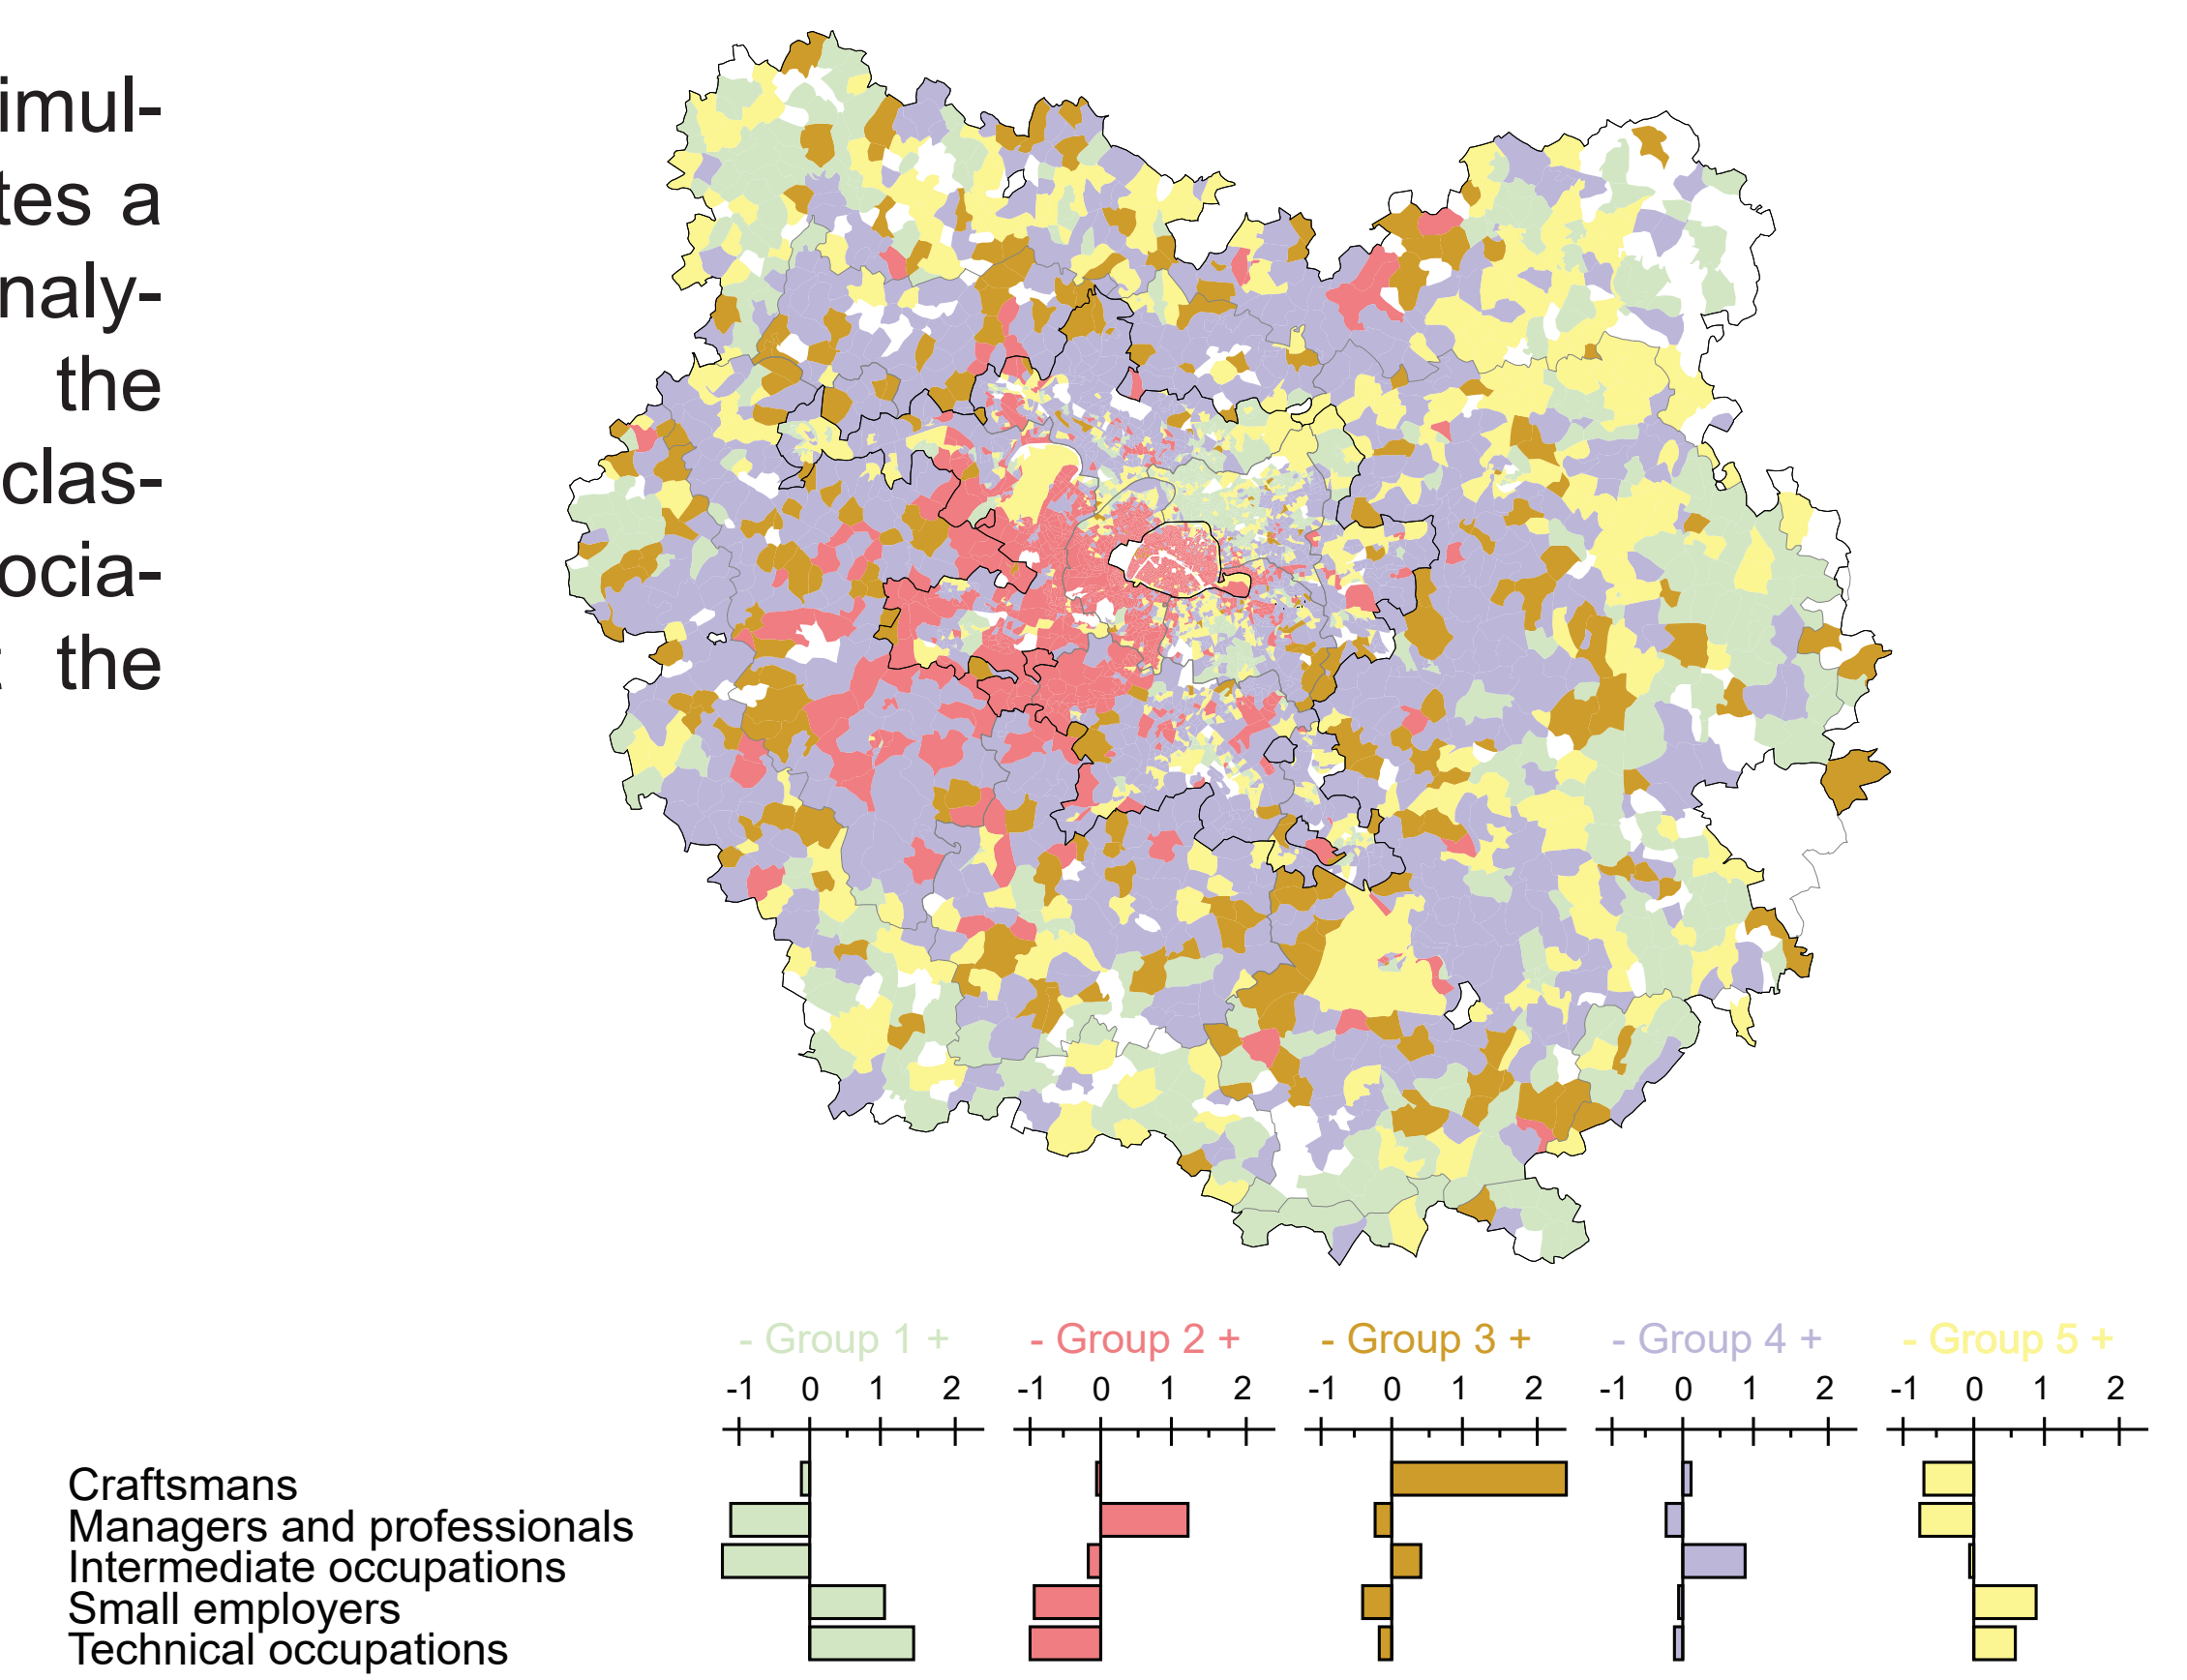 imul-
tes a
naly-
the
clas-
ocia-
the
- Group 1 + - Group 2 + - Group 3 + - Group 4 + - Group 5 +
-1 0 1 2 -1 0 1 2 -1 0 1 2 -1 0 1 2 -1 0 1 2
Craftsmans
Managers and professionals
Intermediate occupations
Small employers
Technical occupations